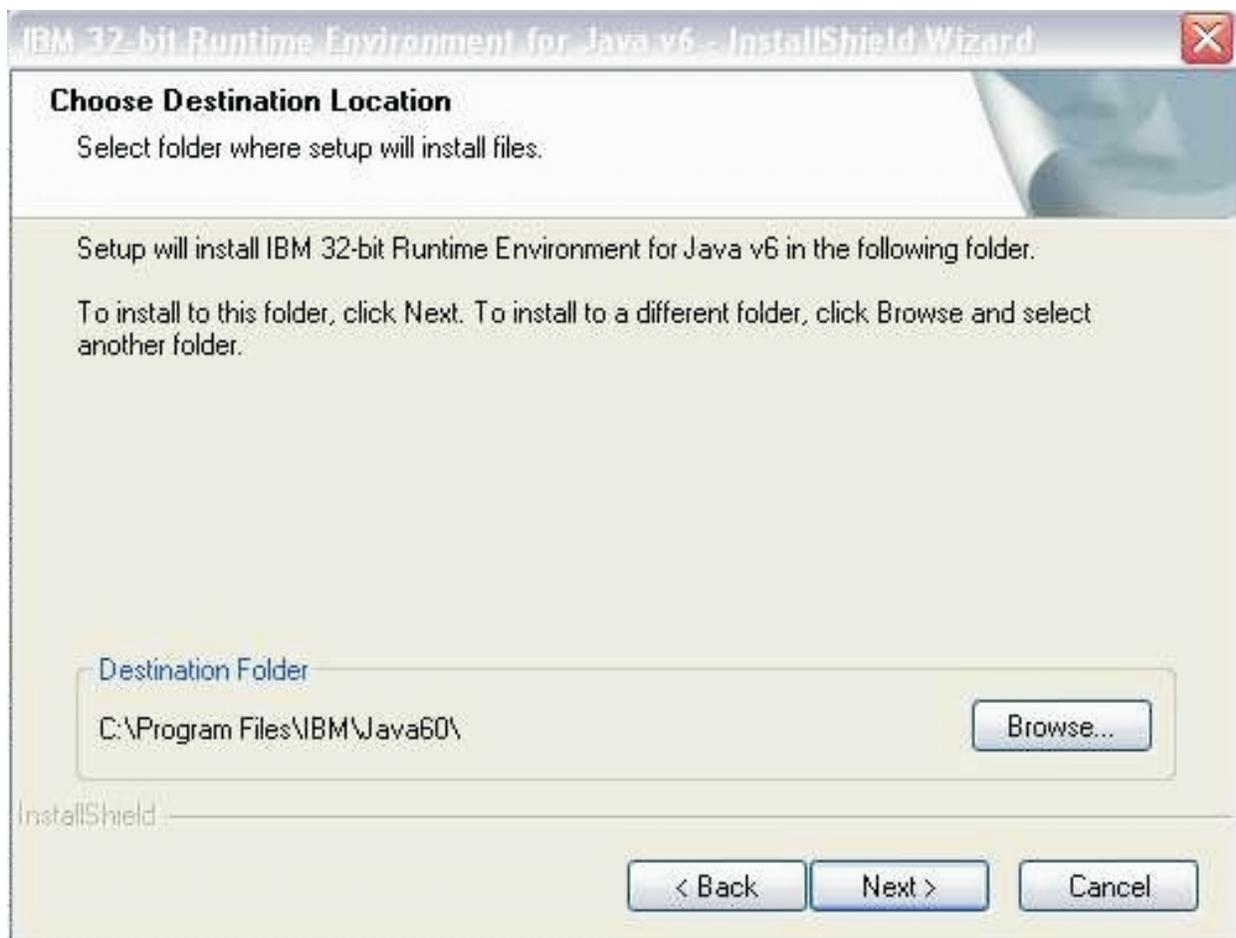 IBM 32-bit Runtime Environment for Java v6 - InstallShield Wizard
Choose Destination Location
Select folder where setup will install files.
Setup will install IBM 32-bit Runtime Environment for Java v6 in the following folder.
To install to this folder, click Next. To install to a different folder, click Browse and select
another folder.
Destination Folder
C:\Program Files\IBM\Java60\
Browse...
InstallShield
< Back
Next >
Cancel